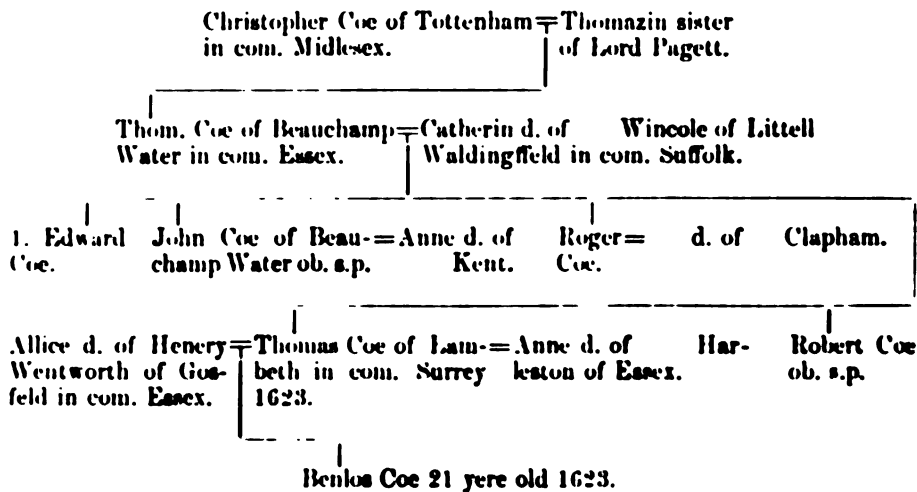 Christopher Coe of Tottenham = Thomazin sister
in com. Midlesex. of Lord Pagett.
Thom. Coe of Beauchamp = Catherin d. of Wincole of Littell
Water in com. Essex. Waldingffeld in com. Suffolk.
1. Edward John Coe of Beau- = Anne d. of Roger = d. of Clapham.
Coe. champ Water ob. s.p. Kent. Coe.
Allice d. of Henery = Thomas Coe of Lam- = Anne d. of Har- Robert Coe
Wentworth of Gos- beth in com. Surrey leston of Essex. ob. s.p.
feld in com. Essex. 1623.
Benlos Coe 21 yere old 1623.